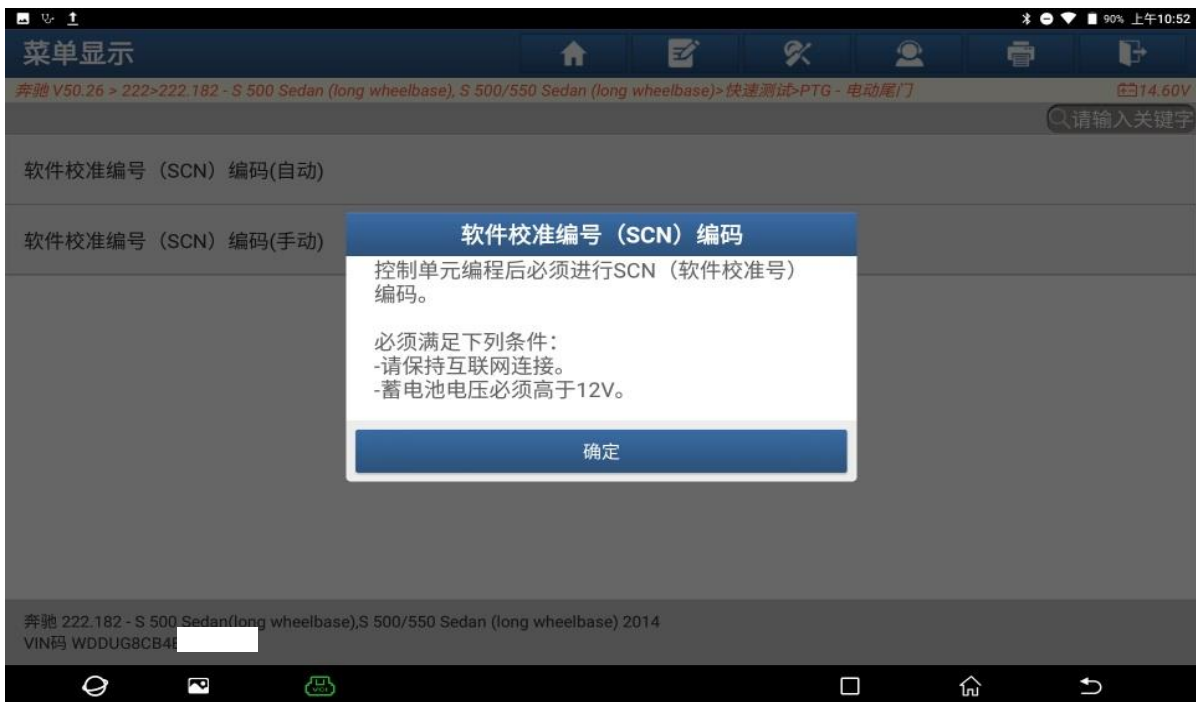 90% 上午10:52
菜单显示
奔驰 V50.26 > 222>222.182 - S 500 Sedan (long wheelbase), S 500/550 Sedan (long wheelbase)>快速测试>PTG - 电动尾门
14.60V
请输入关键字
软件校准编号（SCN）编码(自动)
软件校准编号（SCN）编码(手动)
软件校准编号（SCN）编码
控制单元编程后必须进行SCN（软件校准号）
编码。
必须满足下列条件：
-请保持互联网连接。
-蓄电池电压必须高于12V。
确定
奔驰 222.182 - S 500 Sedan(long wheelbase),S 500/550 Sedan (long wheelbase) 2014
VIN码 WDDUG8CB4E
VCI